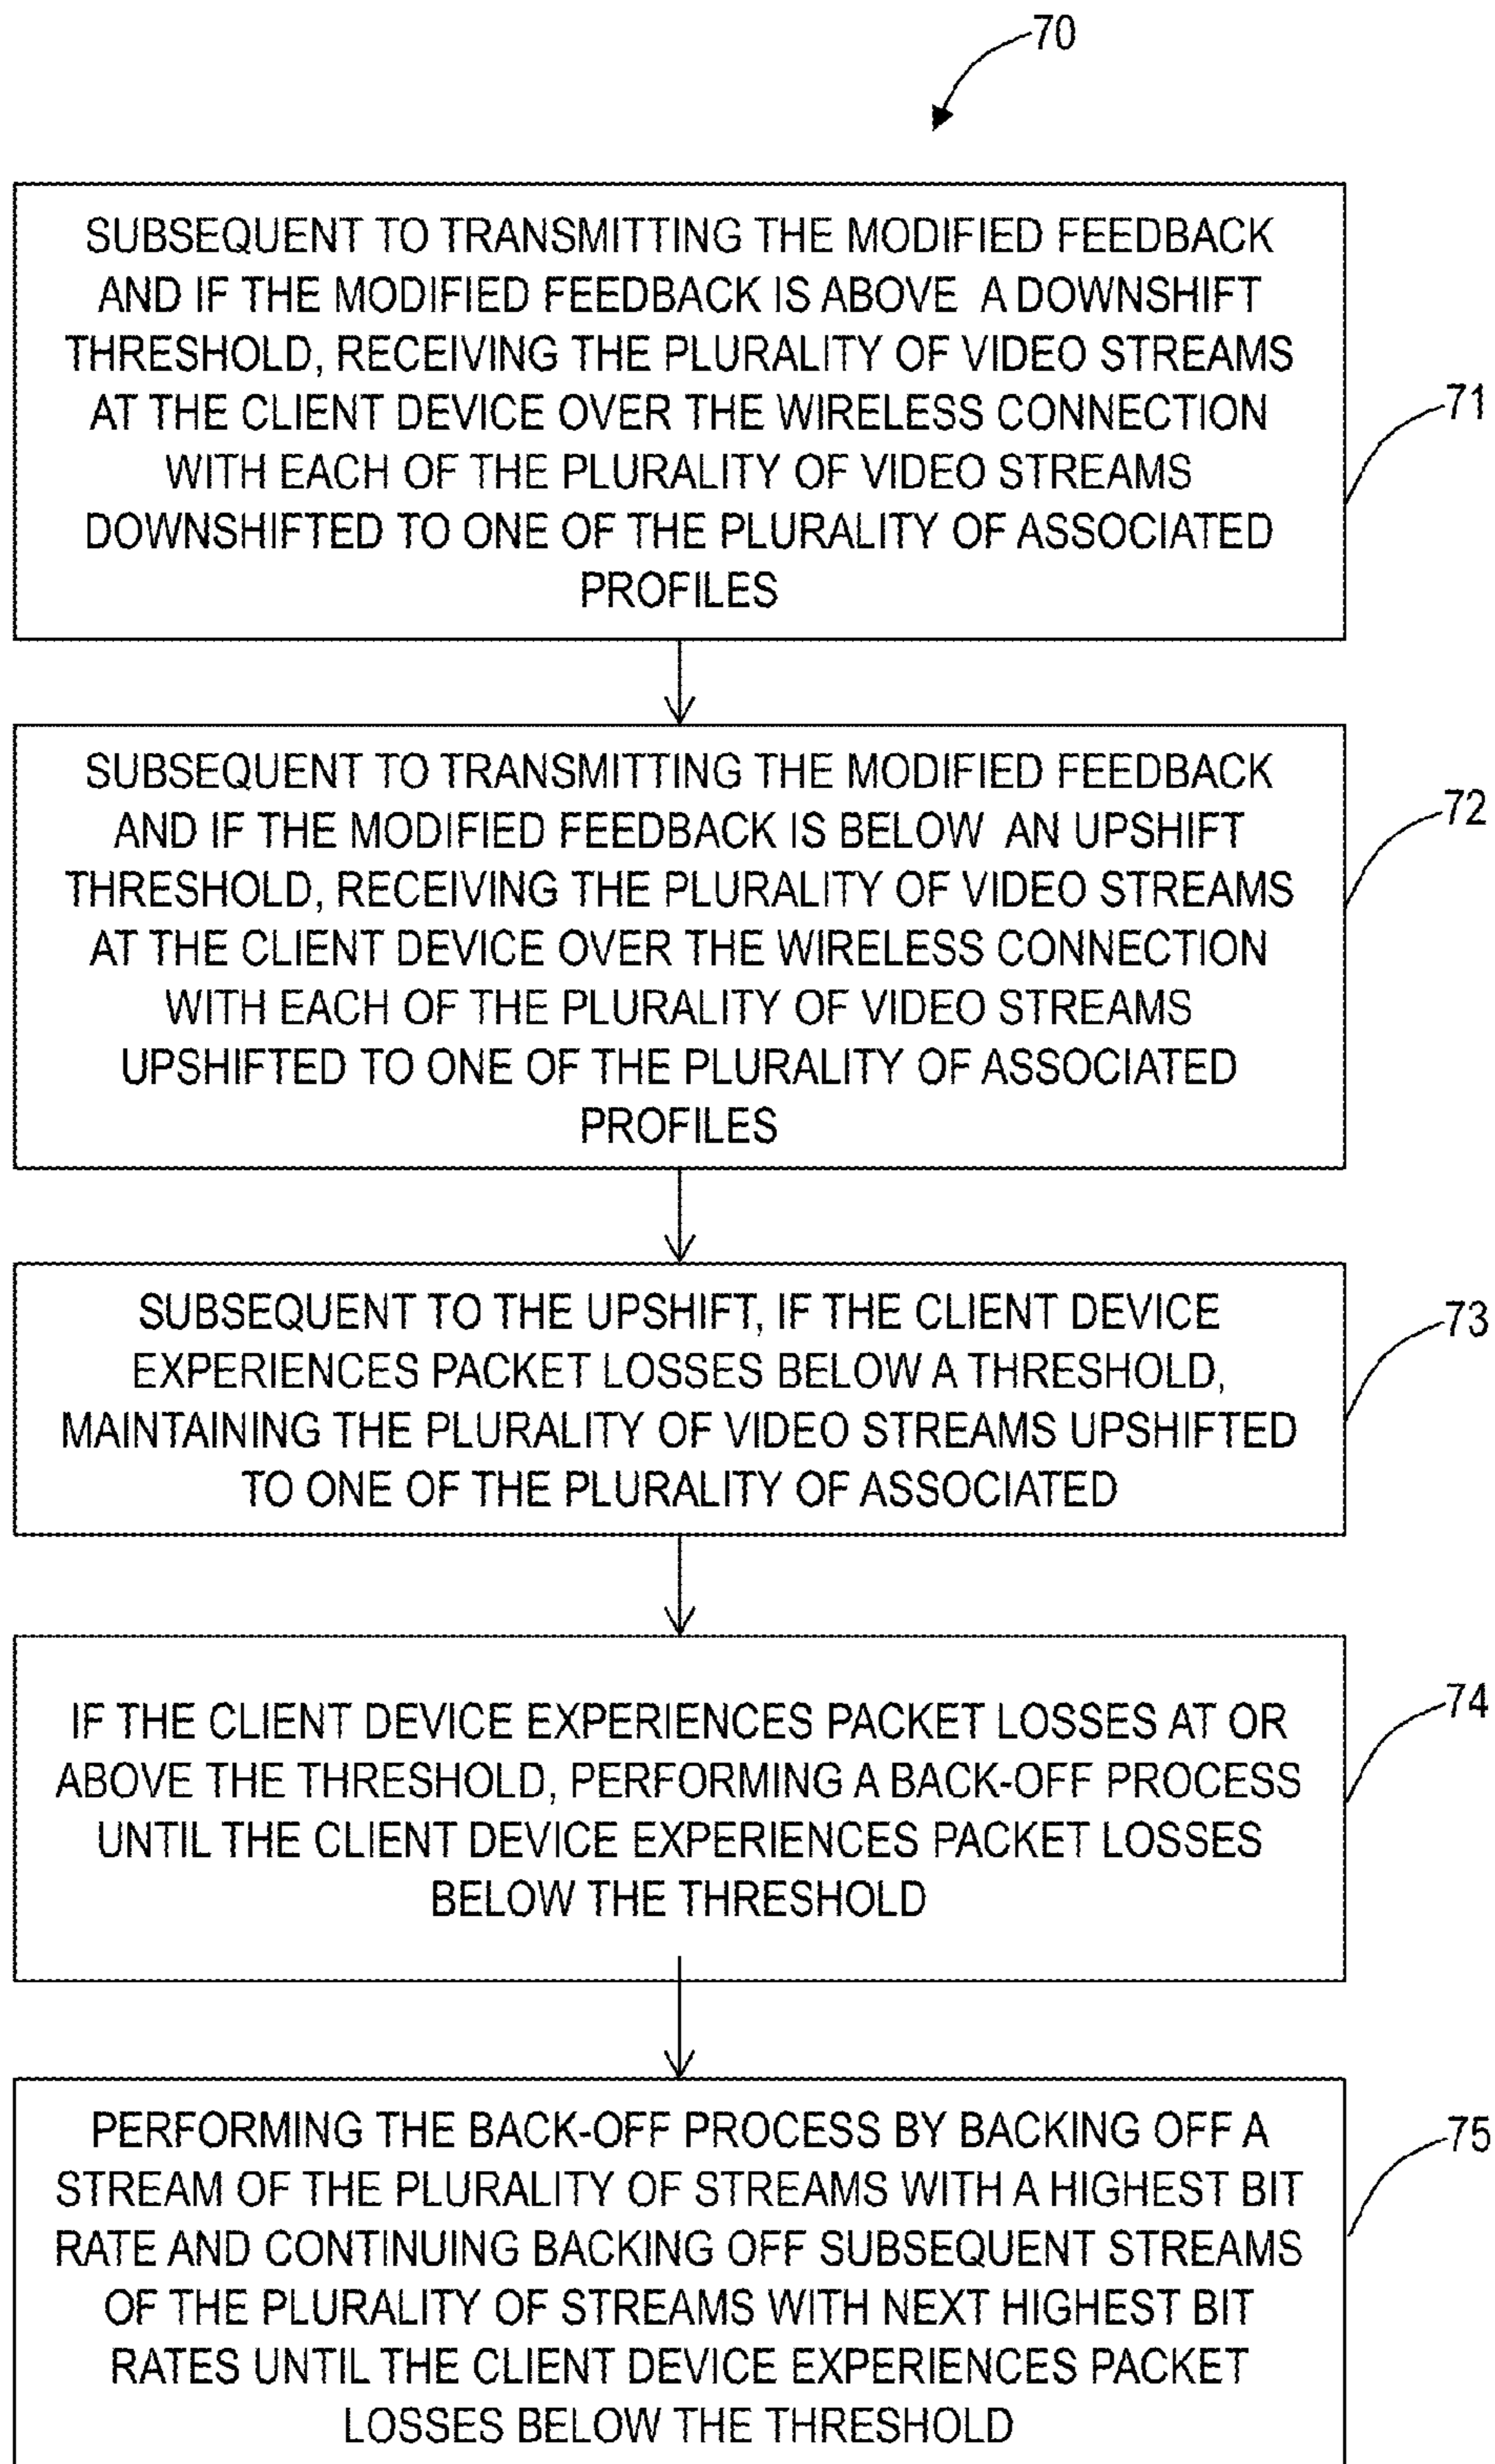 70
SUBSEQUENT TO TRANSMITTING THE MODIFIED FEEDBACK
AND IF THE MODIFIED FEEDBACK IS ABOVE A DOWNSHIFT
THRESHOLD, RECEIVING THE PLURALITY OF VIDEO STREAMS
AT THE CLIENT DEVICE OVER THE WIRELESS CONNECTION
WITH EACH OF THE PLURALITY OF VIDEO STREAMS
DOWNSHIFTED TO ONE OF THE PLURALITY OF ASSOCIATED
PROFILES
71
SUBSEQUENT TO TRANSMITTING THE MODIFIED FEEDBACK
AND IF THE MODIFIED FEEDBACK IS BELOW AN UPSHIFT
THRESHOLD, RECEIVING THE PLURALITY OF VIDEO STREAMS
AT THE CLIENT DEVICE OVER THE WIRELESS CONNECTION
WITH EACH OF THE PLURALITY OF VIDEO STREAMS
UPSHIFTED TO ONE OF THE PLURALITY OF ASSOCIATED
PROFILES
72
SUBSEQUENT TO THE UPSHIFT, IF THE CLIENT DEVICE
EXPERIENCES PACKET LOSSES BELOW A THRESHOLD,
MAINTAINING THE PLURALITY OF VIDEO STREAMS UPSHIFTED
TO ONE OF THE PLURALITY OF ASSOCIATED
73
IF THE CLIENT DEVICE EXPERIENCES PACKET LOSSES AT OR
ABOVE THE THRESHOLD, PERFORMING A BACK-OFF PROCESS
UNTIL THE CLIENT DEVICE EXPERIENCES PACKET LOSSES
BELOW THE THRESHOLD
74
PERFORMING THE BACK-OFF PROCESS BY BACKING OFF A
STREAM OF THE PLURALITY OF STREAMS WITH A HIGHEST BIT
RATE AND CONTINUING BACKING OFF SUBSEQUENT STREAMS
OF THE PLURALITY OF STREAMS WITH NEXT HIGHEST BIT
RATES UNTIL THE CLIENT DEVICE EXPERIENCES PACKET
LOSSES BELOW THE THRESHOLD
75